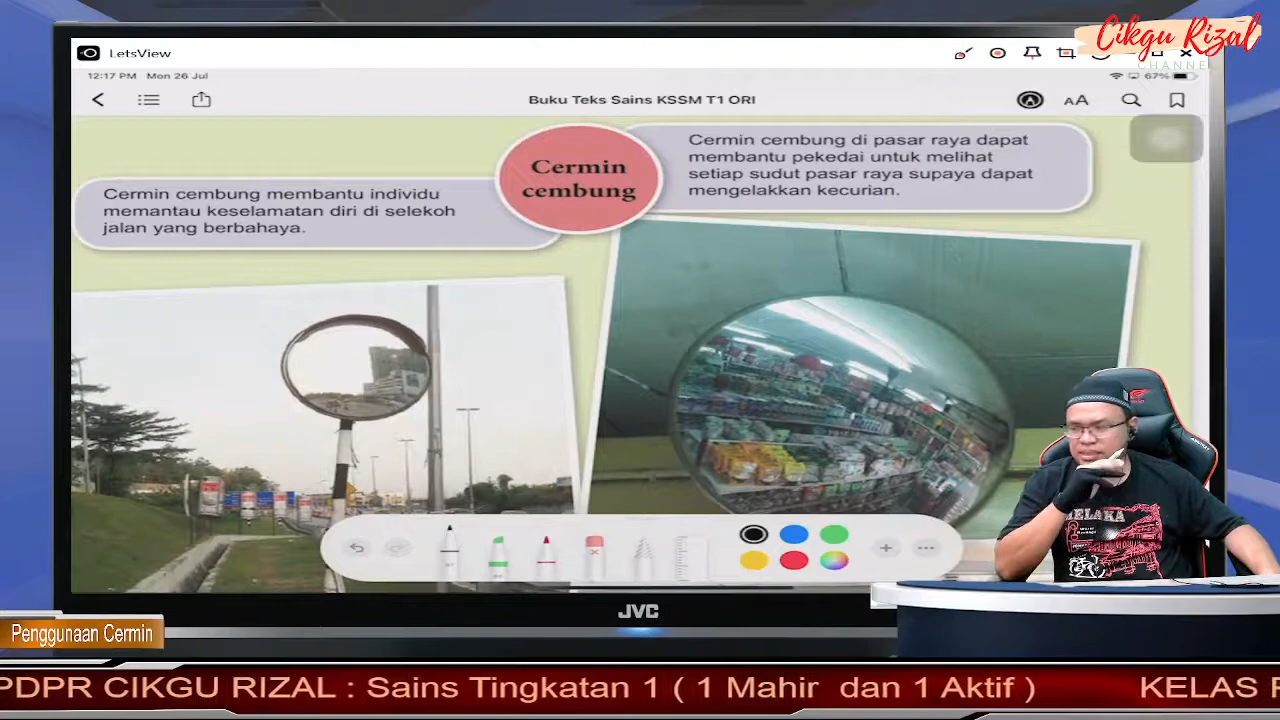 Cikgu Rizal
CHANNEL
LetsView
12:17 PM Mon 26 Jul
67%
Buku Teks Sains KSSM T1 ORI
AA
Cermin
cembung
Cermin cembung di pasar raya dapat
membantu pekedai untuk melihat
setiap sudut pasar raya supaya dapat
mengelakkan kecurian.
Cermin cembung membantu individu
memantau keselamatan diri di selekoh
jalan yang berbahaya.
MELAKA
JVC
Penggunaan Cermin
PDPR CIKGU RIZAL : Sains Tingkatan 1 ( 1 Mahir dan 1 Aktif )
KELAS